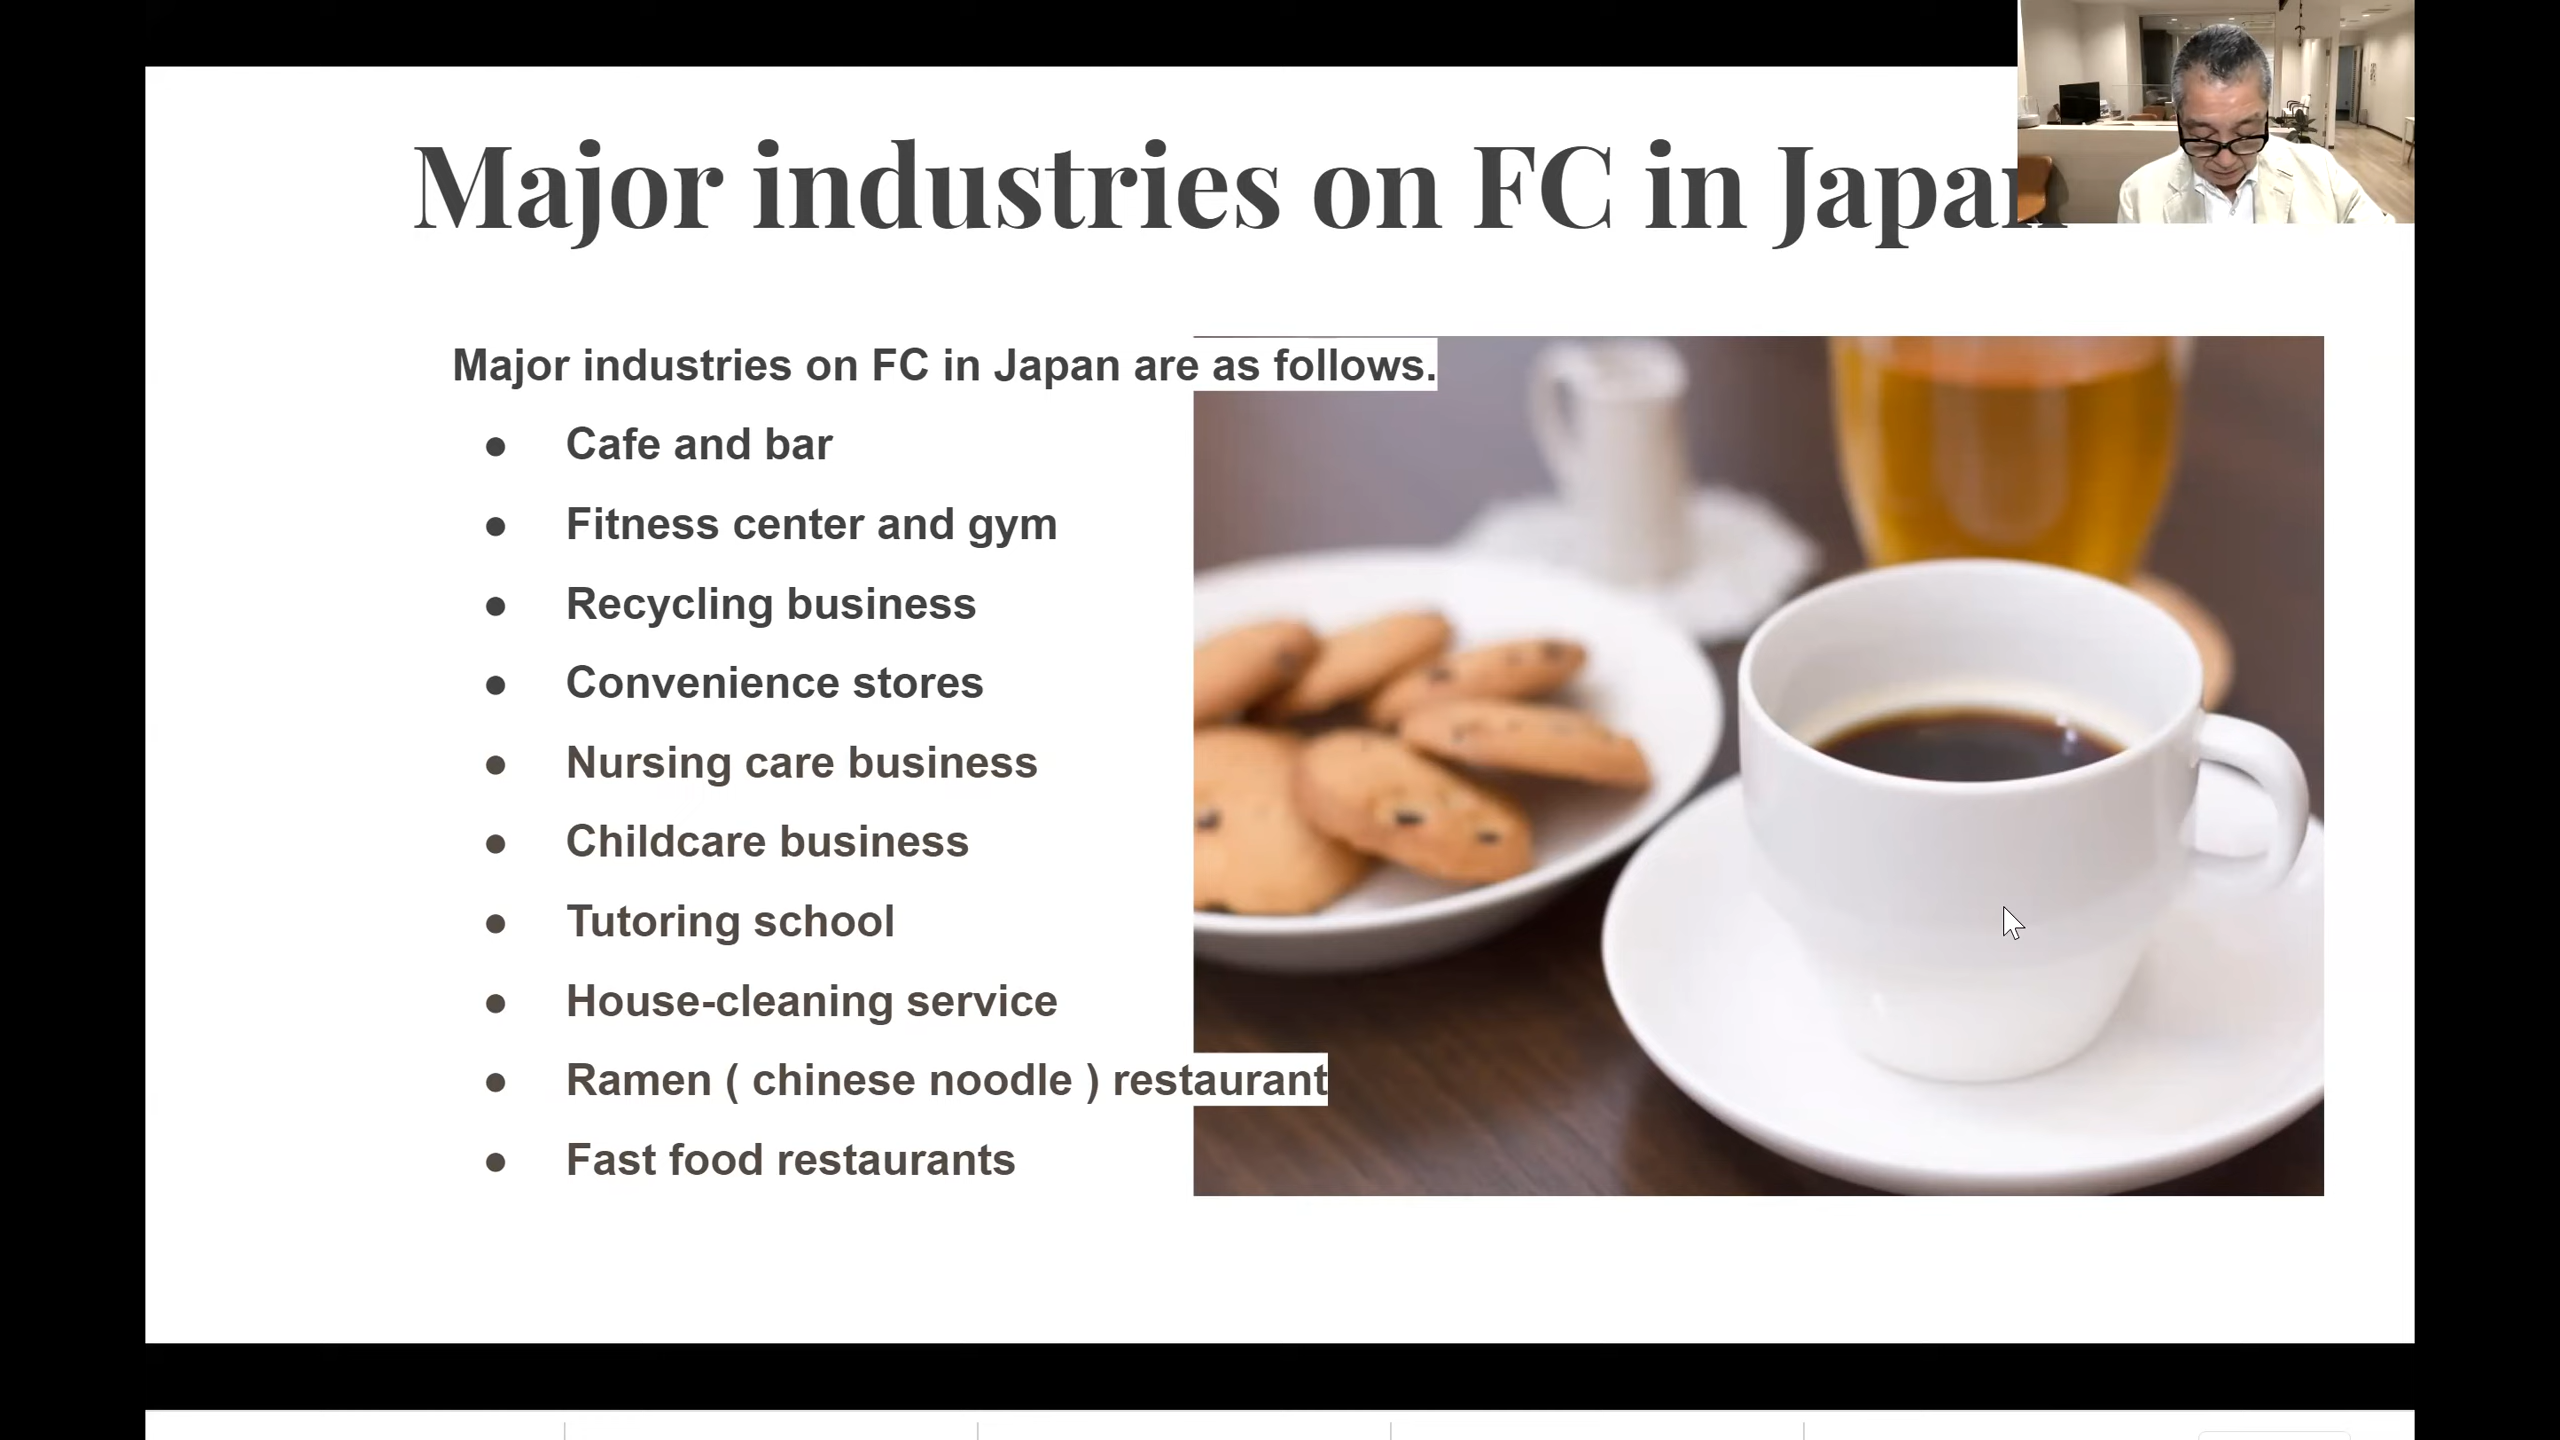 Major industries on FC in Japan
Major industries on FC in Japan are as follows.
● Cafe and bar
● Fitness center and gym
● Recycling business
● Convenience stores
● Nursing care business
● Childcare business
● Tutoring school
● House-cleaning service
● Ramen ( chinese noodle ) restaurant
● Fast food restaurants